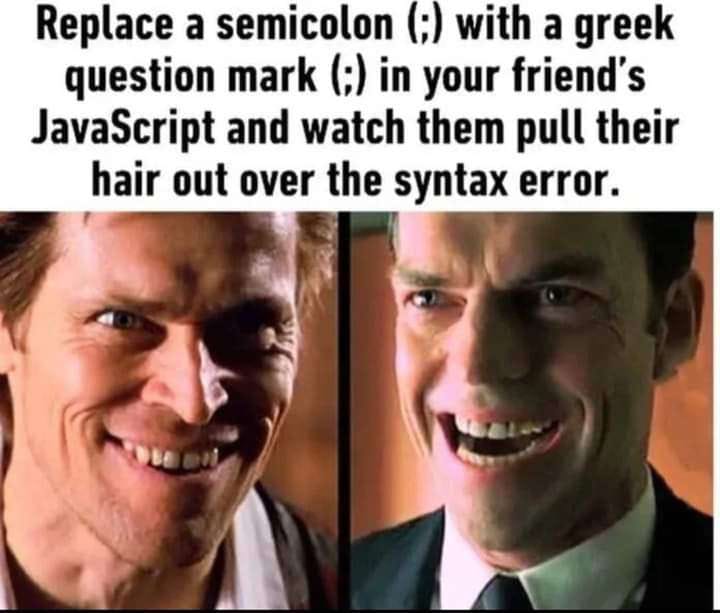 Replace a semicolon (;) with a greek
question mark (;) in your friend's
JavaScript and watch them pull their
hair out over the syntax error.